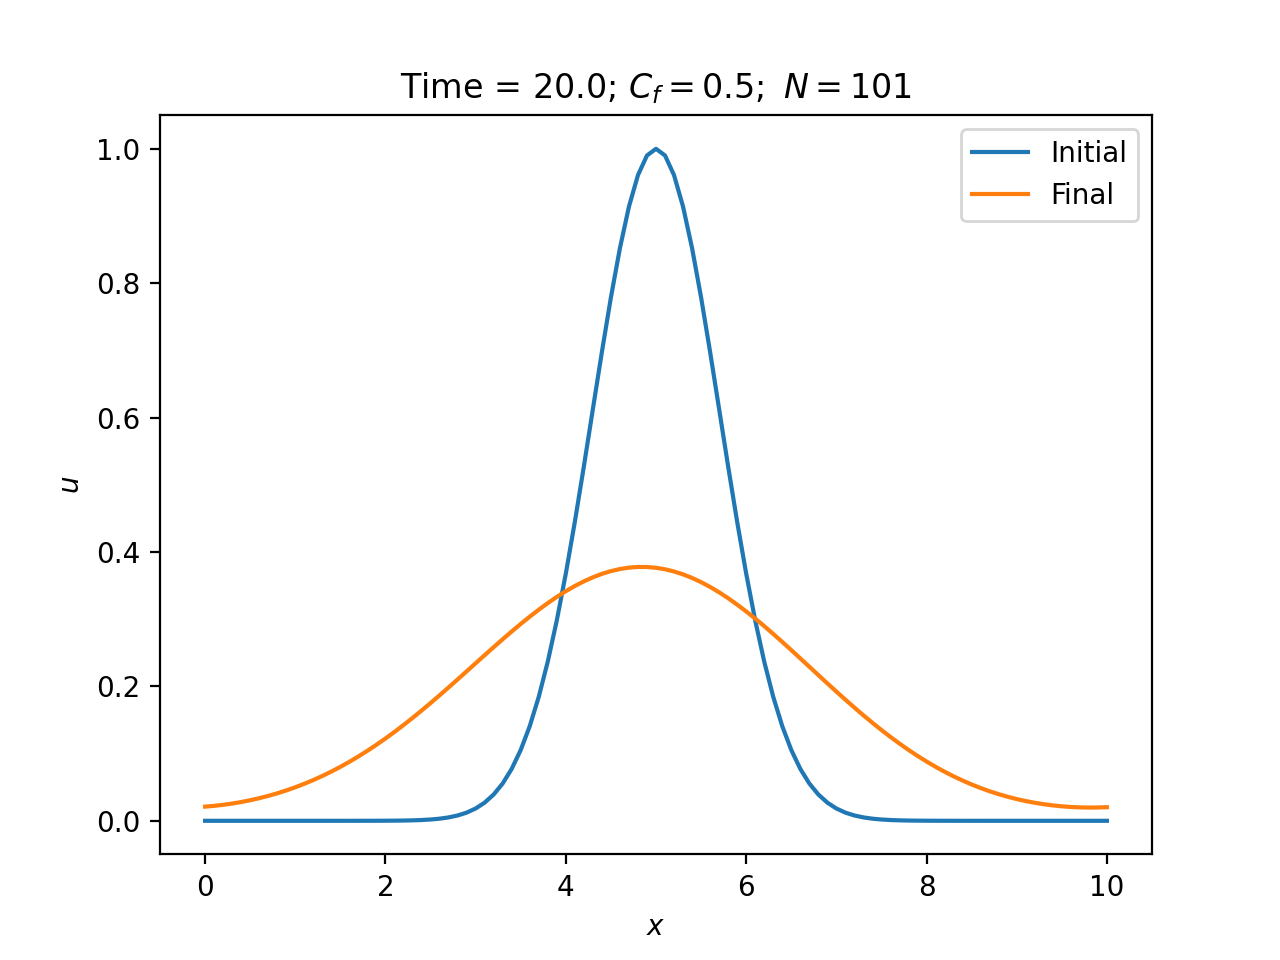 Time = 20.0; $C_f = 0.5$; $N = 101$
Initial
Final
1.0
0.8
0.6
0.4
0.2
0.0
u
0 2 4 6 8 10
x